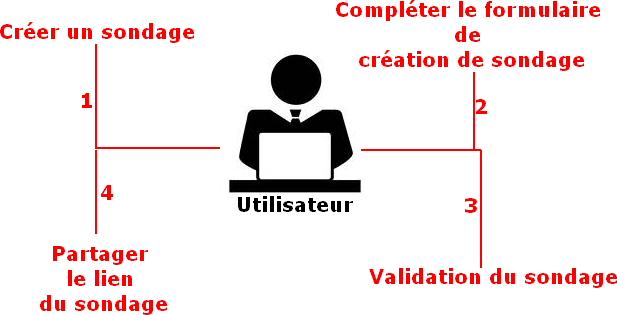 Créer un sondage
1
Compléter le formulaire
de
création de sondage
2
Utilisateur
3
Validation du sondage
4
Partager
le lien
du sondage